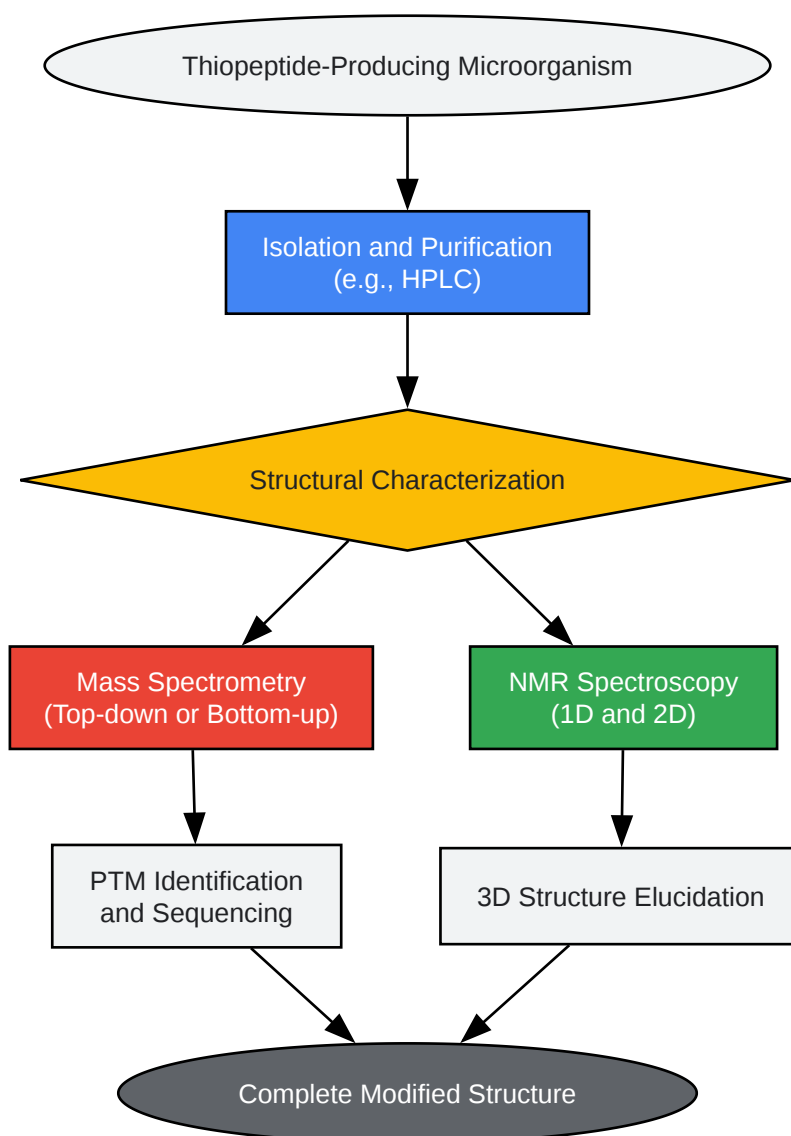 Thiopeptide-Producing Microorganism
Isolation and Purification
(e.g., HPLC)
Structural Characterization
Mass Spectrometry
(Top-down or Bottom-up)
NMR Spectroscopy
(1D and 2D)
PTM Identification
and Sequencing
3D Structure Elucidation
Complete Modified Structure